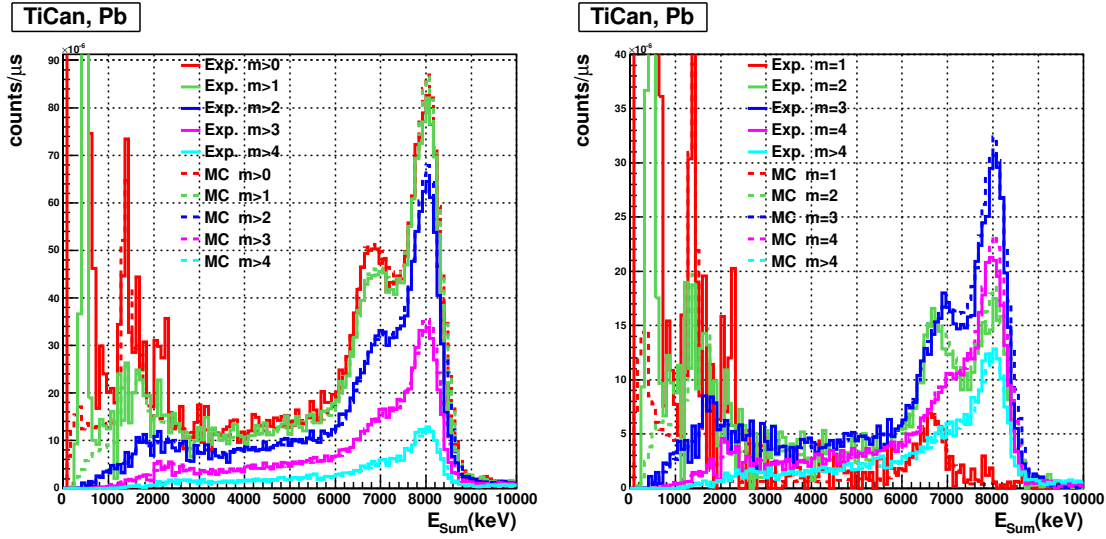 TiCan, Pb
×10⁻⁶
counts/μs
90
80
70
60
50
40
30
20
10
0
Exp. m>0
Exp. m>1
Exp. m>2
Exp. m>3
Exp. m>4
MC m>0
MC m>1
MC m>2
MC m>3
MC m>4
0 1000 2000 3000 4000 5000 6000 7000 8000 9000 10000
E_Sum(keV)
TiCan, Pb
×10⁻⁶
counts/μs
40
35
30
25
20
15
10
5
0
Exp. m=1
Exp. m=2
Exp. m=3
Exp. m=4
Exp. m>4
MC m=1
MC m=2
MC m=3
MC m=4
MC m>4
0 1000 2000 3000 4000 5000 6000 7000 8000 9000 10000
E_Sum(keV)